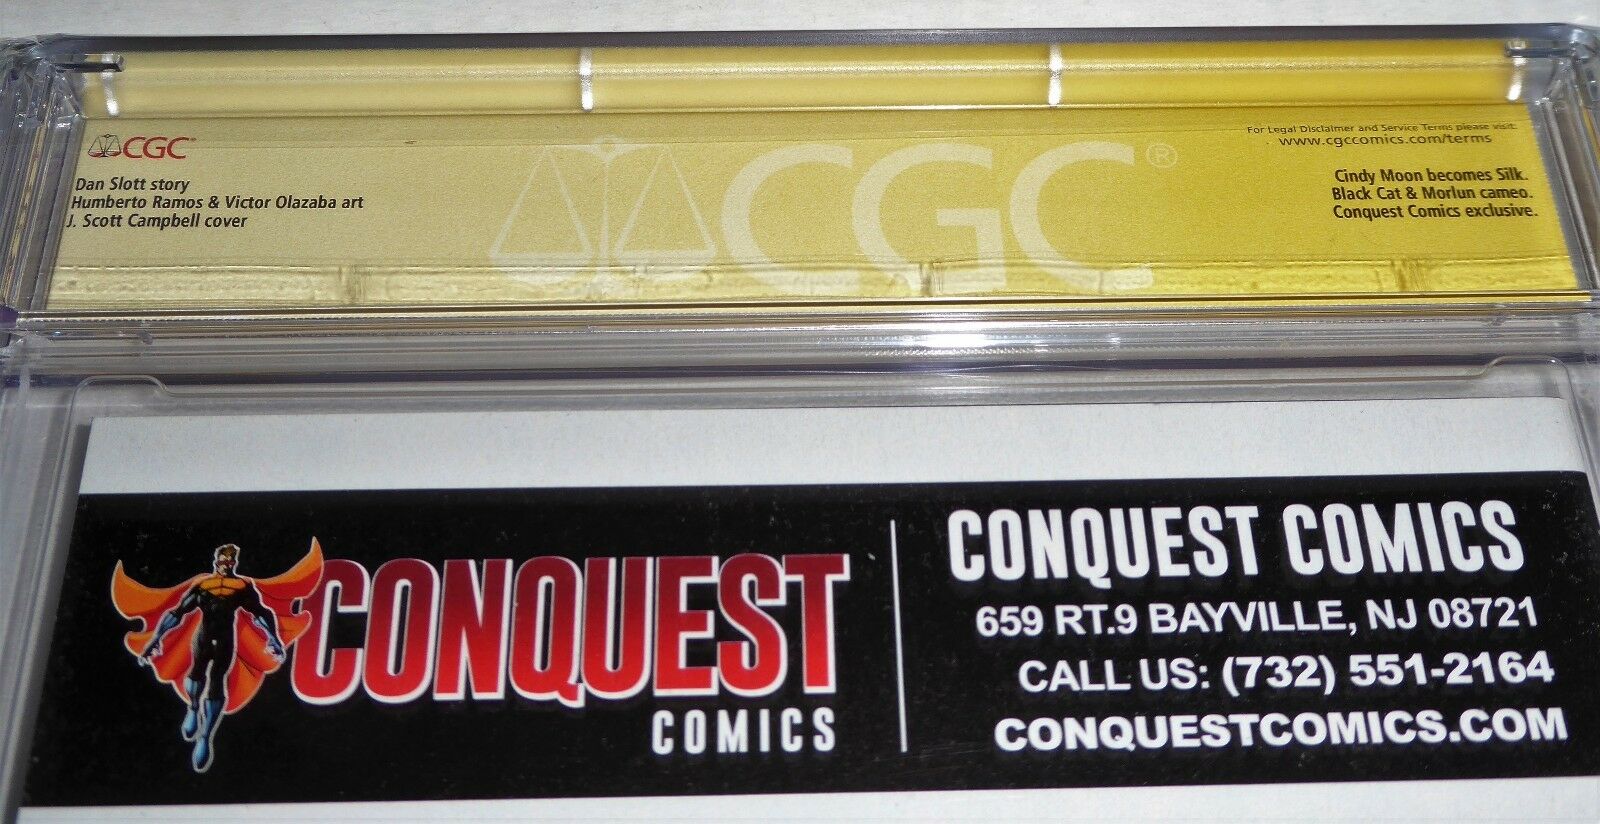 CGC®
Dan Slott story
Humberto Ramos & Victor Olazaba art
J. Scott Campbell cover
CGC®
For Legal Disclaimer and Service Terms please visit:
www.cgccomics.com/terms
Cindy Moon becomes Silk.
Black Cat & Morlun cameo.
Conquest Comics exclusive.
CONQUEST
COMICS
CONQUEST COMICS
659 RT.9 BAYVILLE, NJ 08721
CALL US: (732) 551-2164
CONQUESTCOMICS.COM